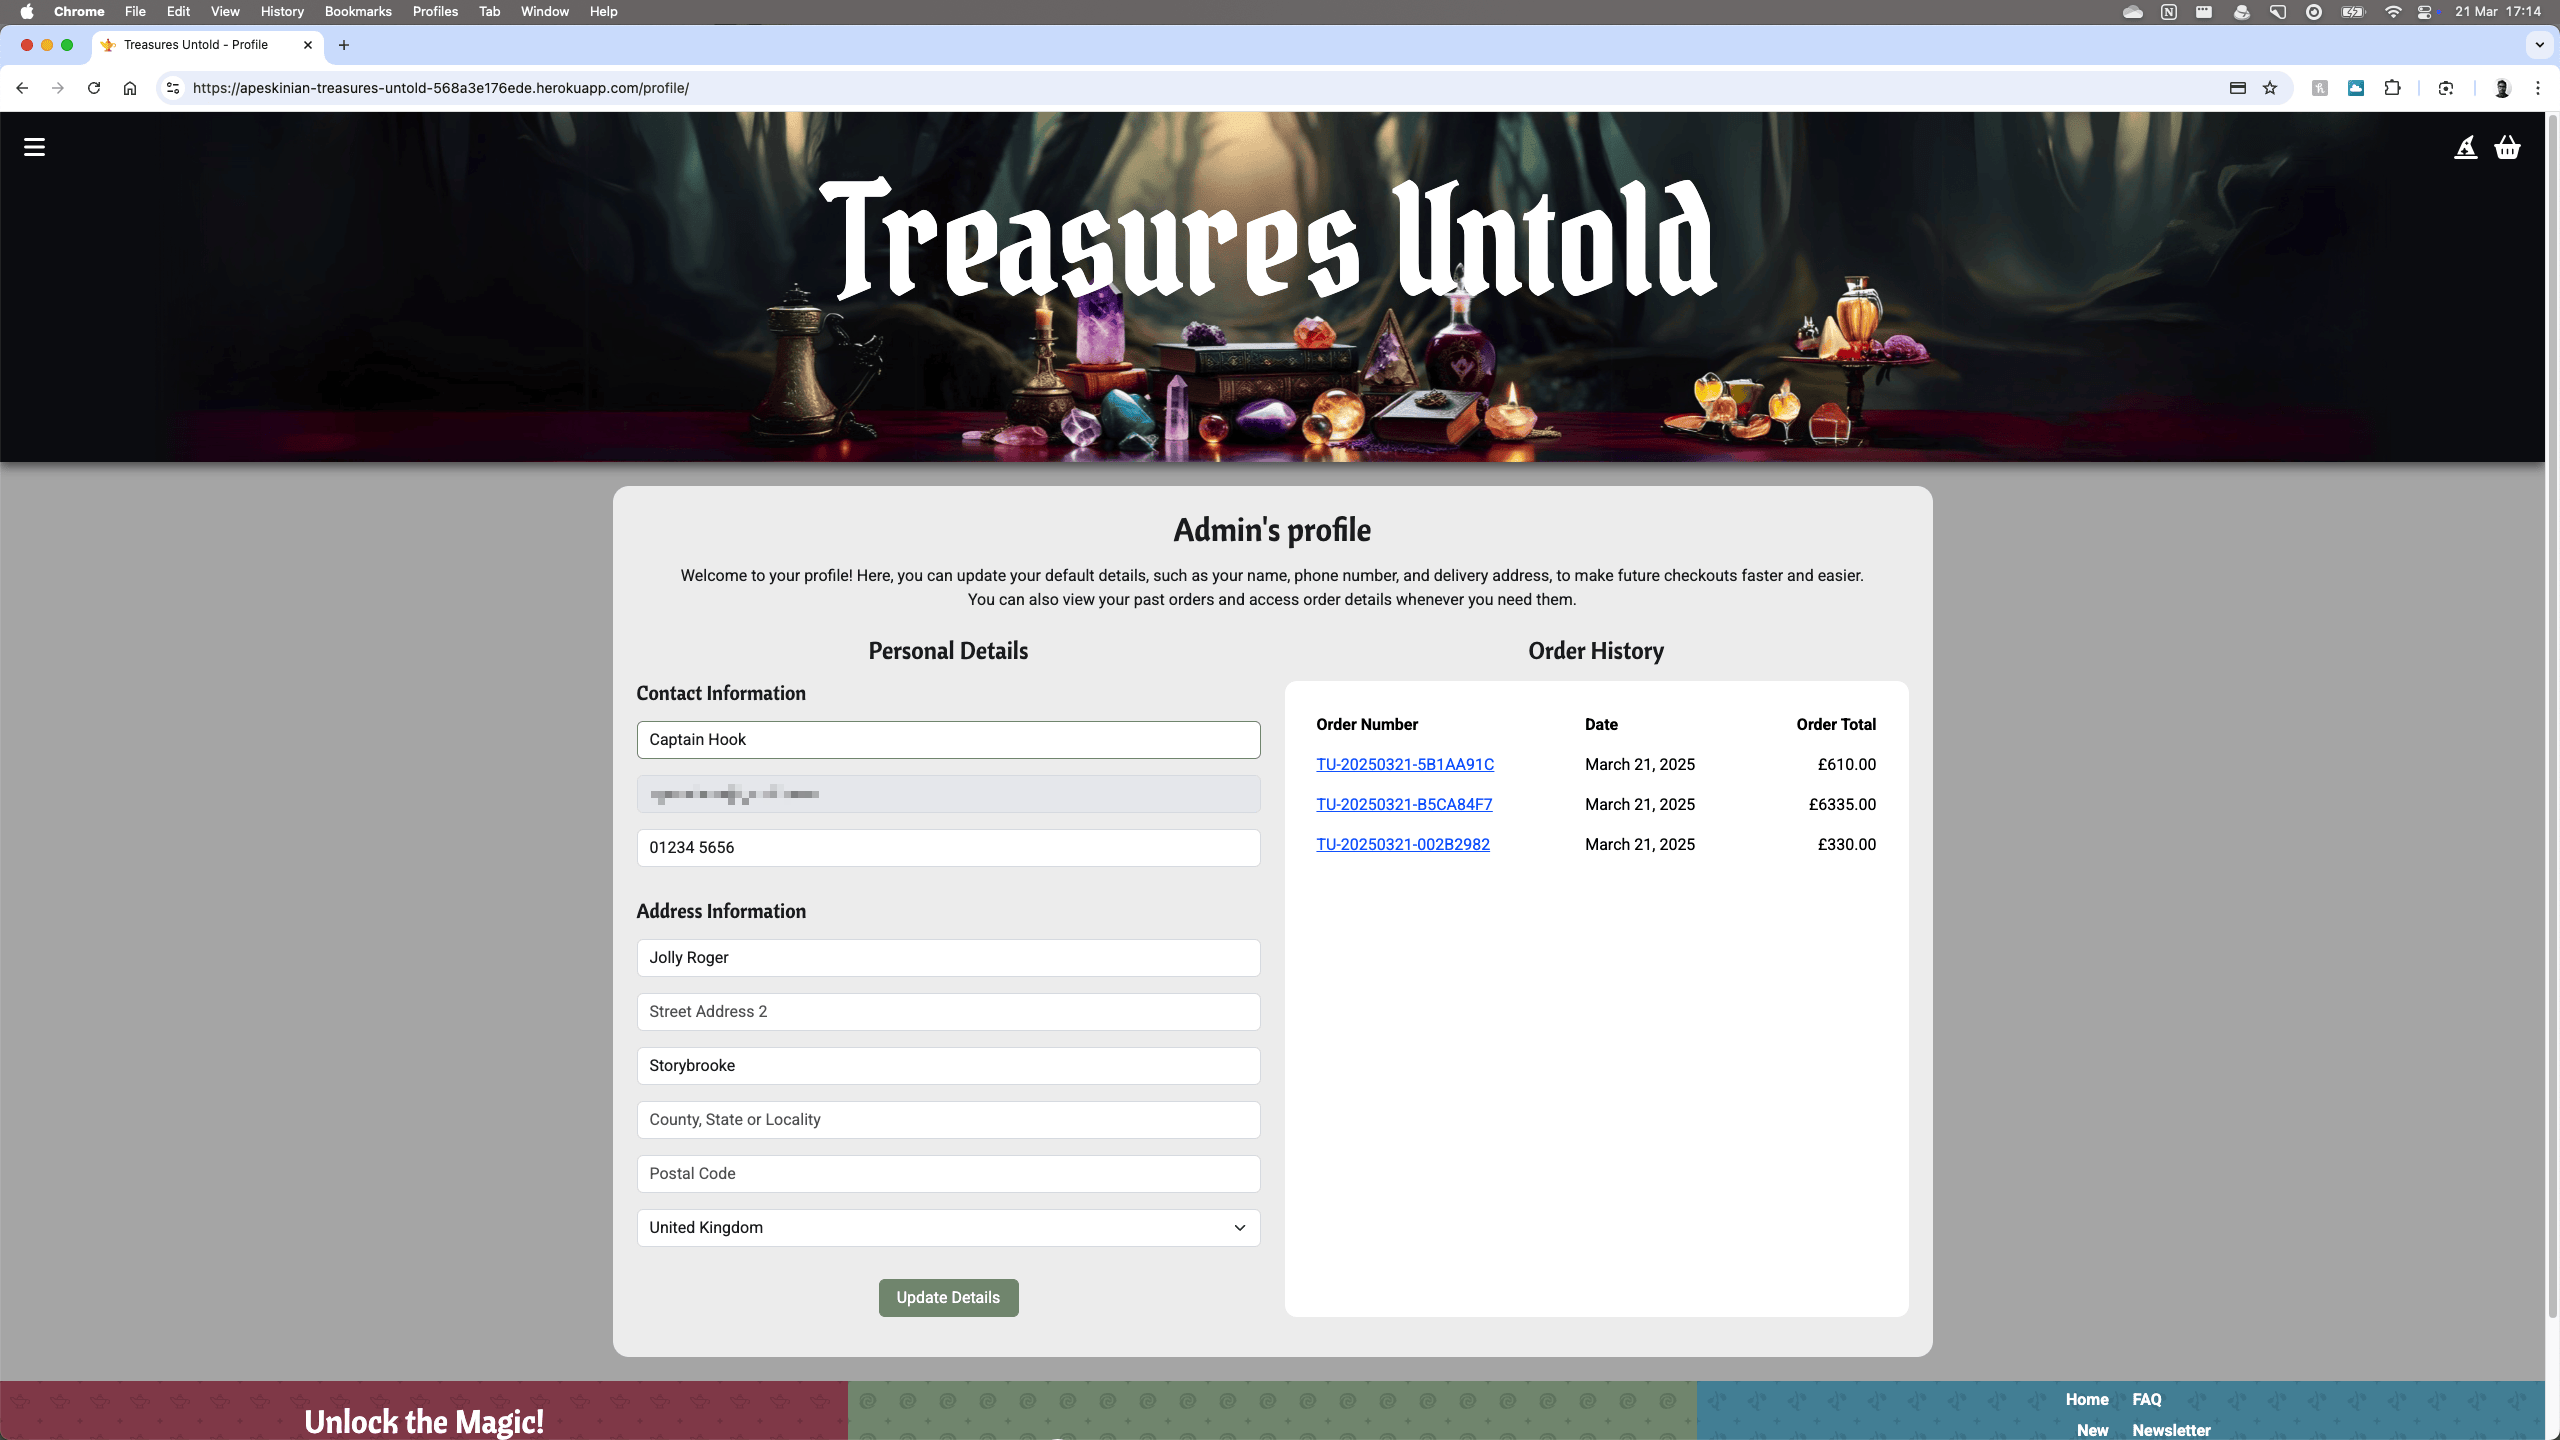 Chrome File Edit View History Bookmarks Profiles Tab Window Help 21 Mar 17:14
Treasures Untold - Profile
https://apeskinian-treasures-untold-568a3e176ede.herokuapp.com/profile/
Treasures Untold
Admin's profile
Welcome to your profile! Here, you can update your default details, such as your name, phone number, and delivery address, to make future checkouts faster and easier.
You can also view your past orders and access order details whenever you need them.
Personal Details
Contact Information
Captain Hook
01234 5656
Address Information
Jolly Roger
Street Address 2
Storybrooke
County, State or Locality
Postal Code
United Kingdom
Update Details
Order History
Order Number Date Order Total
TU-20250321-5B1AA91C March 21, 2025 £610.00
TU-20250321-B5CA84F7 March 21, 2025 £6335.00
TU-20250321-002B2982 March 21, 2025 £330.00
Unlock the Magic!
Home FAQ
New Newsletter